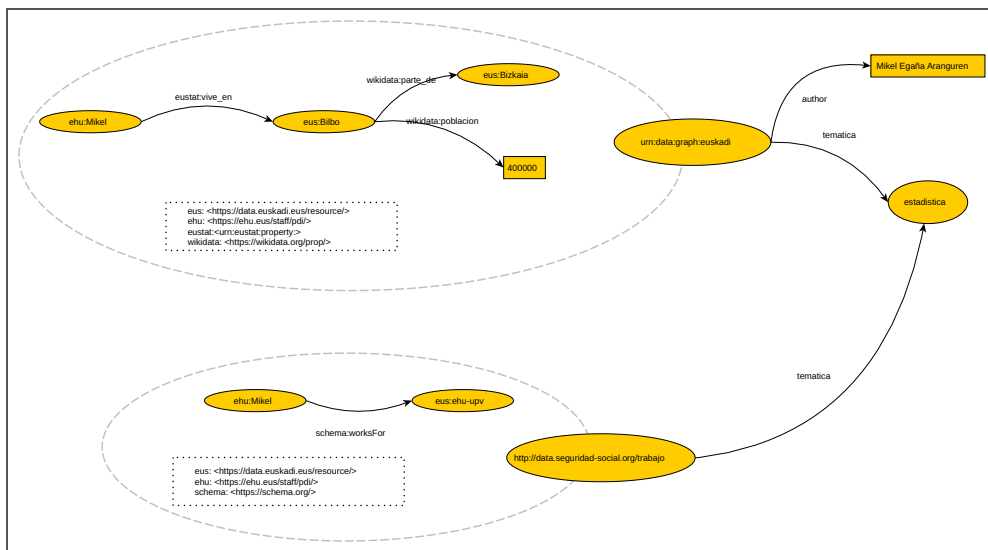 Mikel Egaña Aranguren
wikidata:parte_de
eus:Bizkaia
eustat:vive_en
author
ehu:Mikel
eus:Bilbo
wikidata:poblacion
tematica
urn:data:graph:euskadi
400000
estadistica
eus: <https://data.euskadi.eus/resource/>
ehu: <https://ehu.eus/staff/pdi/>
eustat:<urn:eustat:property:>
wikidata: <https://wikidata.org/prop/>
tematica
ehu:Mikel
eus:ehu-upv
schema:worksFor
http://data.seguridad-social.org/trabajo
eus: <https://data.euskadi.eus/resource/>
ehu: <https://ehu.eus/staff/pdi/>
schema: <https://schema.org/>